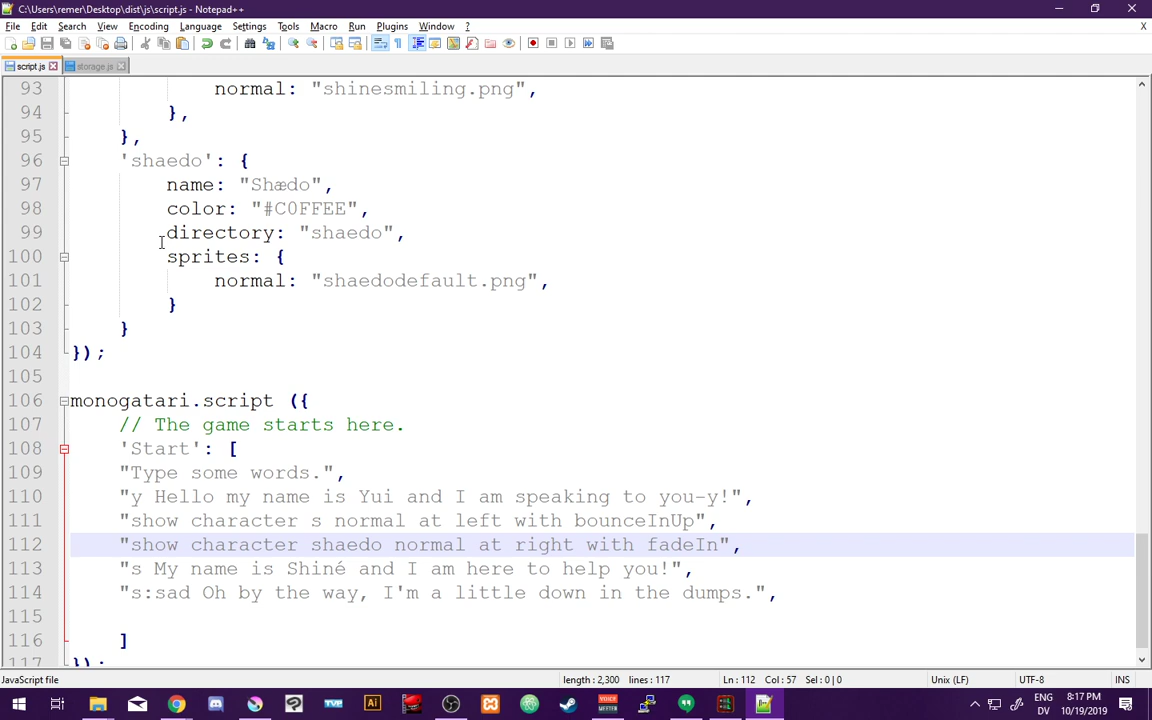 C:\Users\remer\Desktop\dist\js\script.js - Notepad++
File Edit Search View Encoding Language Settings Tools Macro Run Plugins Window ? X
script.js storage.js
93 normal: "shinesmiling.png",
94 },
95 },
96 'shaedo': {
97 name: "Shædo",
98 color: "#C0FFEE",
99 directory: "shaedo",
100 sprites: {
101 normal: "shaedodefault.png",
102 }
103 }
104 });
105
106 monogatari.script ({
107 // The game starts here.
108 'Start': [
109 "Type some words.",
110 "y Hello my name is Yui and I am speaking to you~y!",
111 "show character s normal at left with bounceInUp",
112 "show character shaedo normal at right with fadeIn",
113 "s My name is Shiné and I am here to help you!",
114 "s:sad Oh by the way, I'm a little down in the dumps.",
115
116 ]
117 });
JavaScript file length : 2,300 lines : 117 Ln : 112 Col : 57 Sel : 0 | 0 Unix (LF) UTF-8 INS
ENG 8:17 PM
DV 10/19/2019